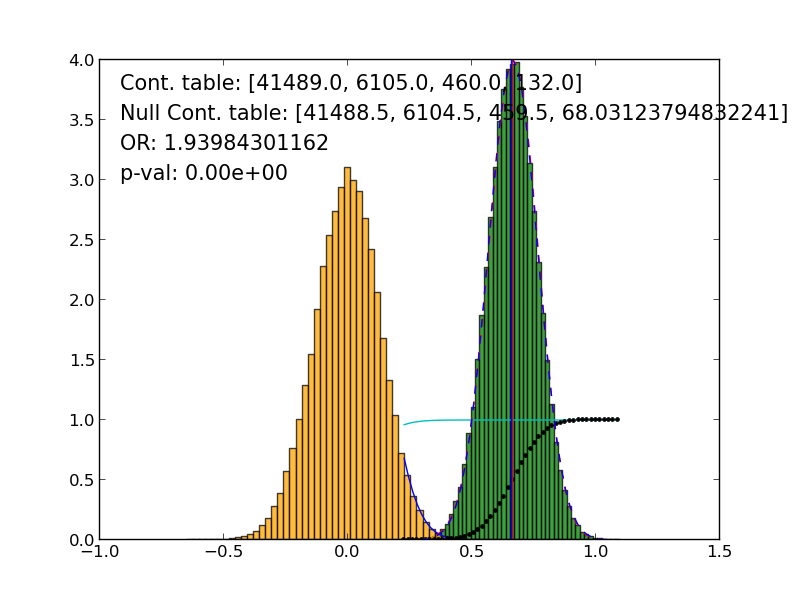 Cont. table: [41489.0, 6105.0, 460.0, 132.0]
Null Cont. table: [41488.5, 6104.5, 459.5, 68.03123794832241]
OR: 1.93984301162
p-val: 0.00e+00
4.0
3.5
3.0
2.5
2.0
1.5
1.0
0.5
0.0
−1.0 −0.5 0.0 0.5 1.0 1.5